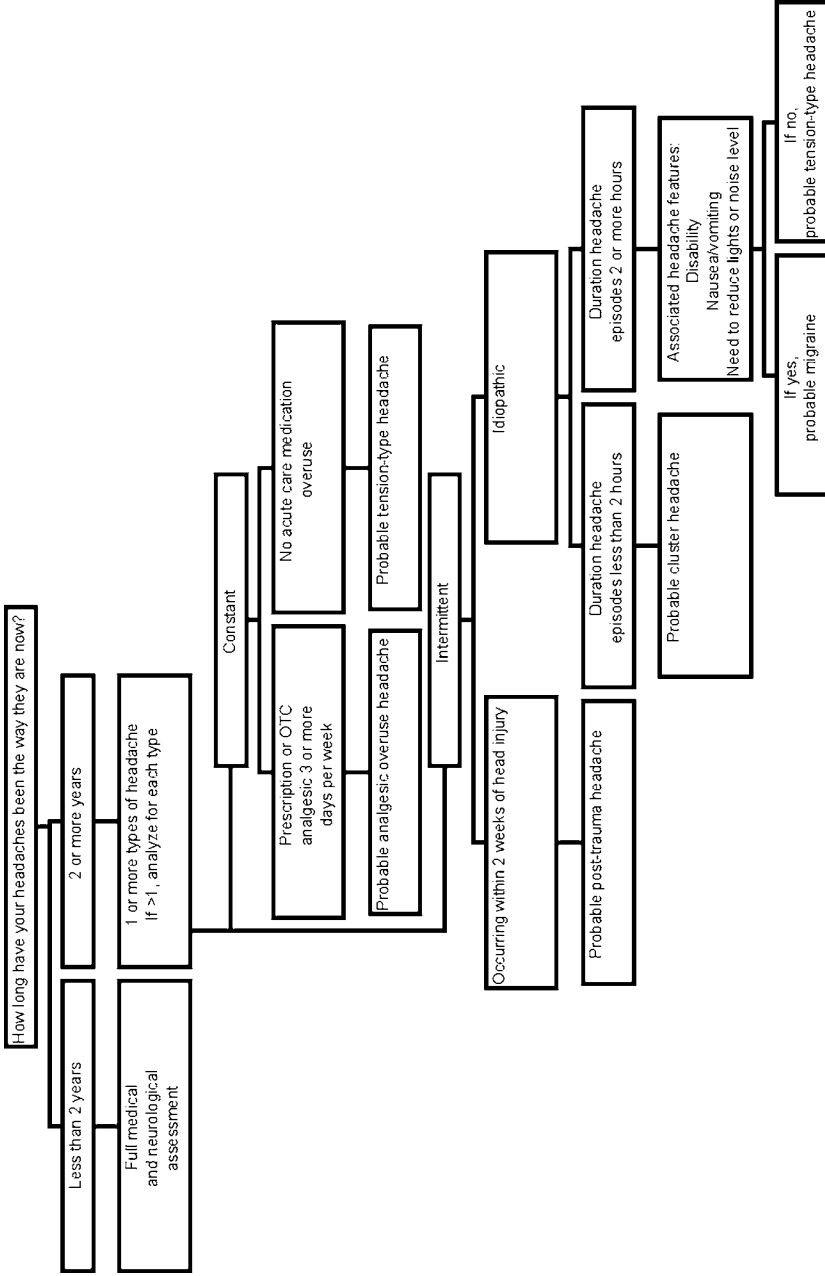 How long have your headaches been the way they are now?
Less than 2 years
2 or more years
Full medical
and neurological
assessment
1 or more types of headache
If >1, analyze for each type
Constant
Prescription or OTC
analgesic 3 or more
days per week
No acute care medication
overuse
Probable analgesic overuse headache
Probable tension-type headache
Intermittent
Occurring within 2 weeks of head injury
Idiopathic
Probable post-trauma headache
Duration headache
episodes less than 2 hours
Duration headache
episodes 2 or more hours
Probable cluster headache
Associated headache features:
Disability
Nausea/vomiting
Need to reduce lights or noise level
If yes,
probable migraine
If no,
probable tension-type headache